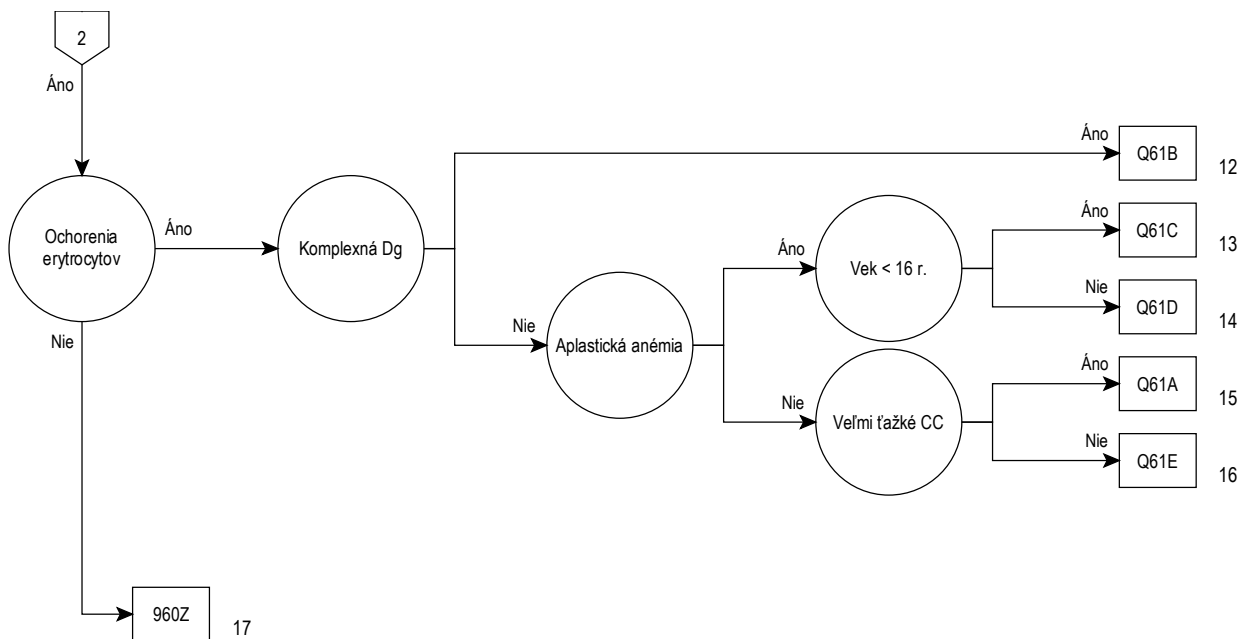 2
Áno
Ochorenia
erytrocytov
Áno
Nie
Komplexná Dg
Áno
Q61B
12
Nie
Aplastická anémia
Áno
Vek < 16 r.
Áno
Q61C
13
Nie
Q61D
14
Nie
Veľmi ťažké CC
Áno
Q61A
15
Nie
Q61E
16
960Z
17